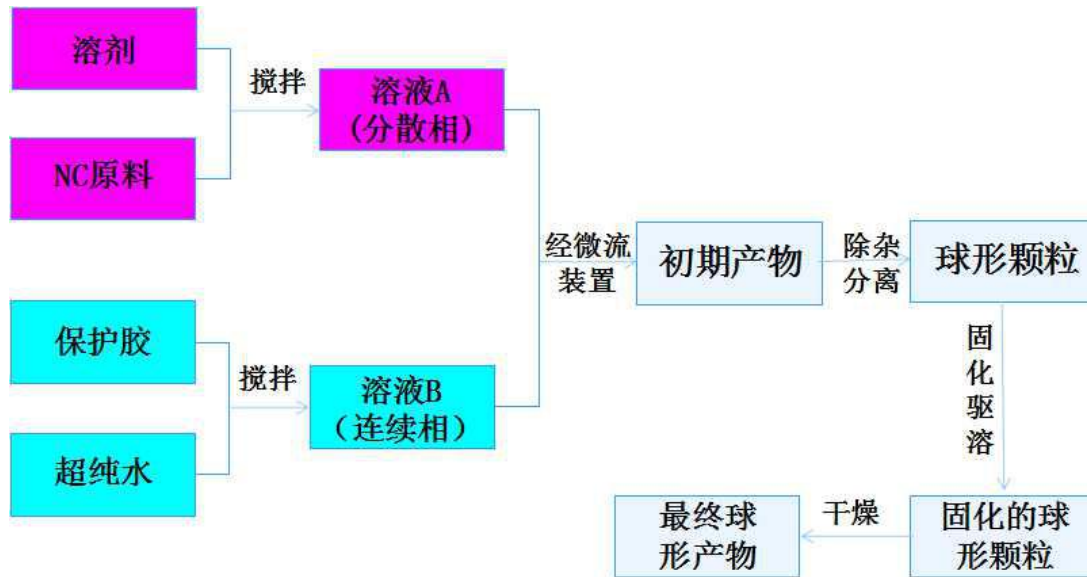 溶剂
搅拌
NC原料
溶液A
(分散相)
保护胶
搅拌
超纯水
溶液B
（连续相）
经微流
装置
初期产物
除杂
分离
球形颗粒
固
化
驱
溶
固化的球
形颗粒
干燥
最终球
形产物